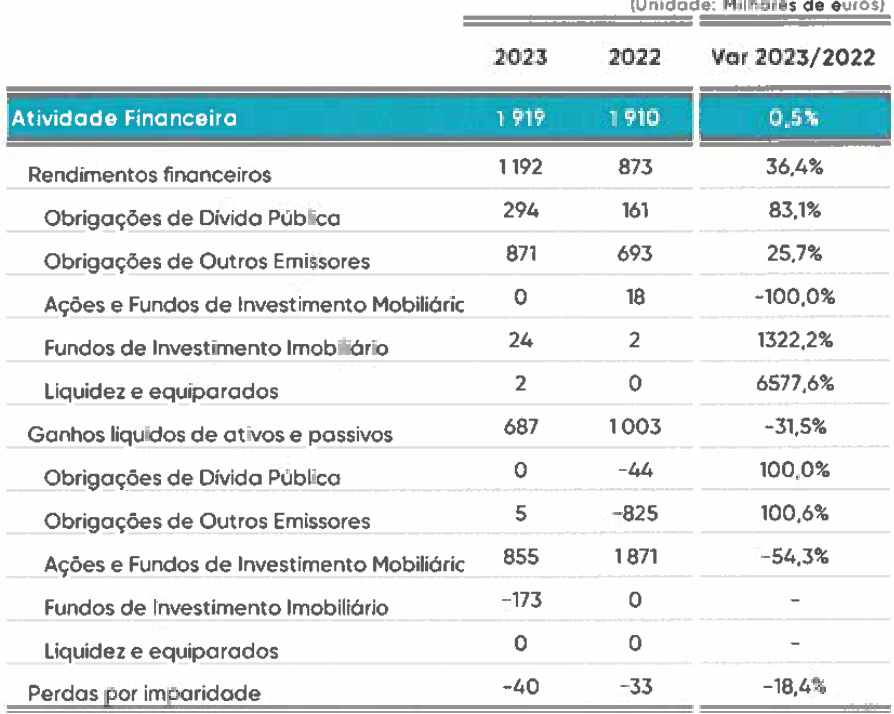 (Unidade: Milhares de euros)
2023 2022 Var 2023/2022
Atividade Financeira 1 919 1 910 0,5%
Rendimentos financeiros 1 192 873 36,4%
Obrigações de Dívida Pública 294 161 83,1%
Obrigações de Outros Emissores 871 693 25,7%
Ações e Fundos de Investimento Mobiliáric 0 18 -100,0%
Fundos de Investimento Imobiliário 24 2 1322,2%
Liquidez e equiparados 2 0 6577,6%
Ganhos liquidos de ativos e passivos 687 1 003 -31,5%
Obrigações de Dívida Pública 0 -44 100,0%
Obrigações de Outros Emissores 5 -825 100,6%
Ações e Fundos de Investimento Mobiliáric 855 1 871 -54,3%
Fundos de Investimento Imobiliário -173 0 -
Liquidez e equiparados 0 0 -
Perdas por imparidade -40 -33 -18,4%